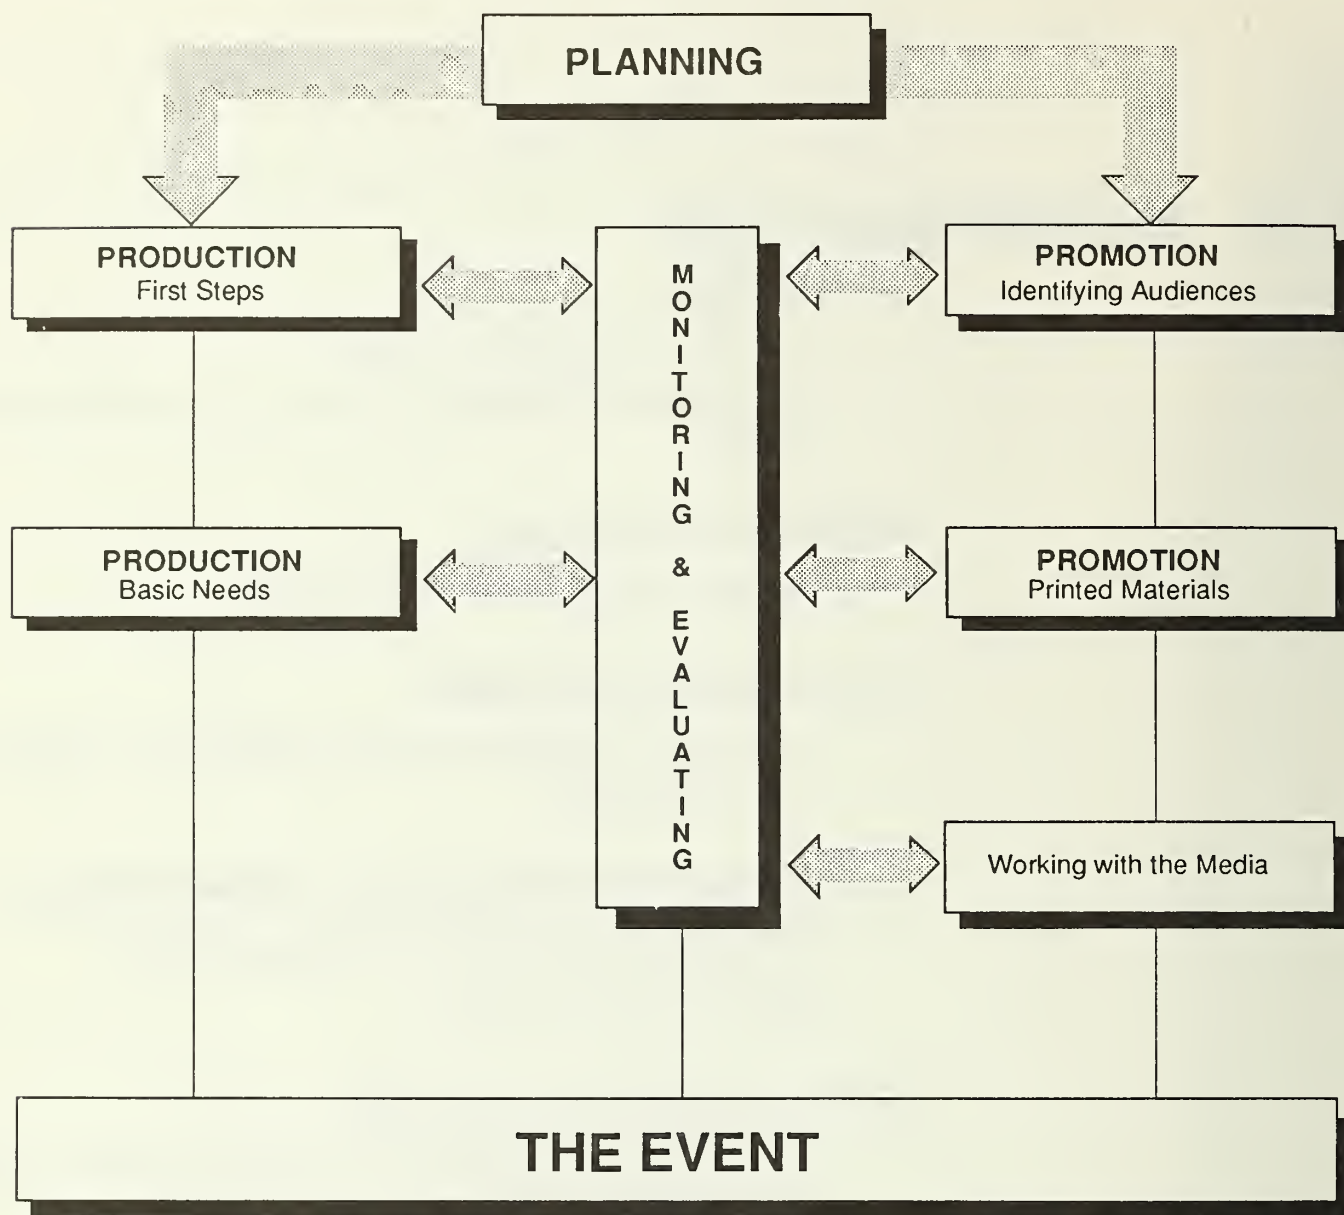 PLANNING
PRODUCTION
First Steps
MONITORING & EVALUATING
PROMOTION
Identifying Audiences
PRODUCTION
Basic Needs
PROMOTION
Printed Materials
Working with the Media
THE EVENT